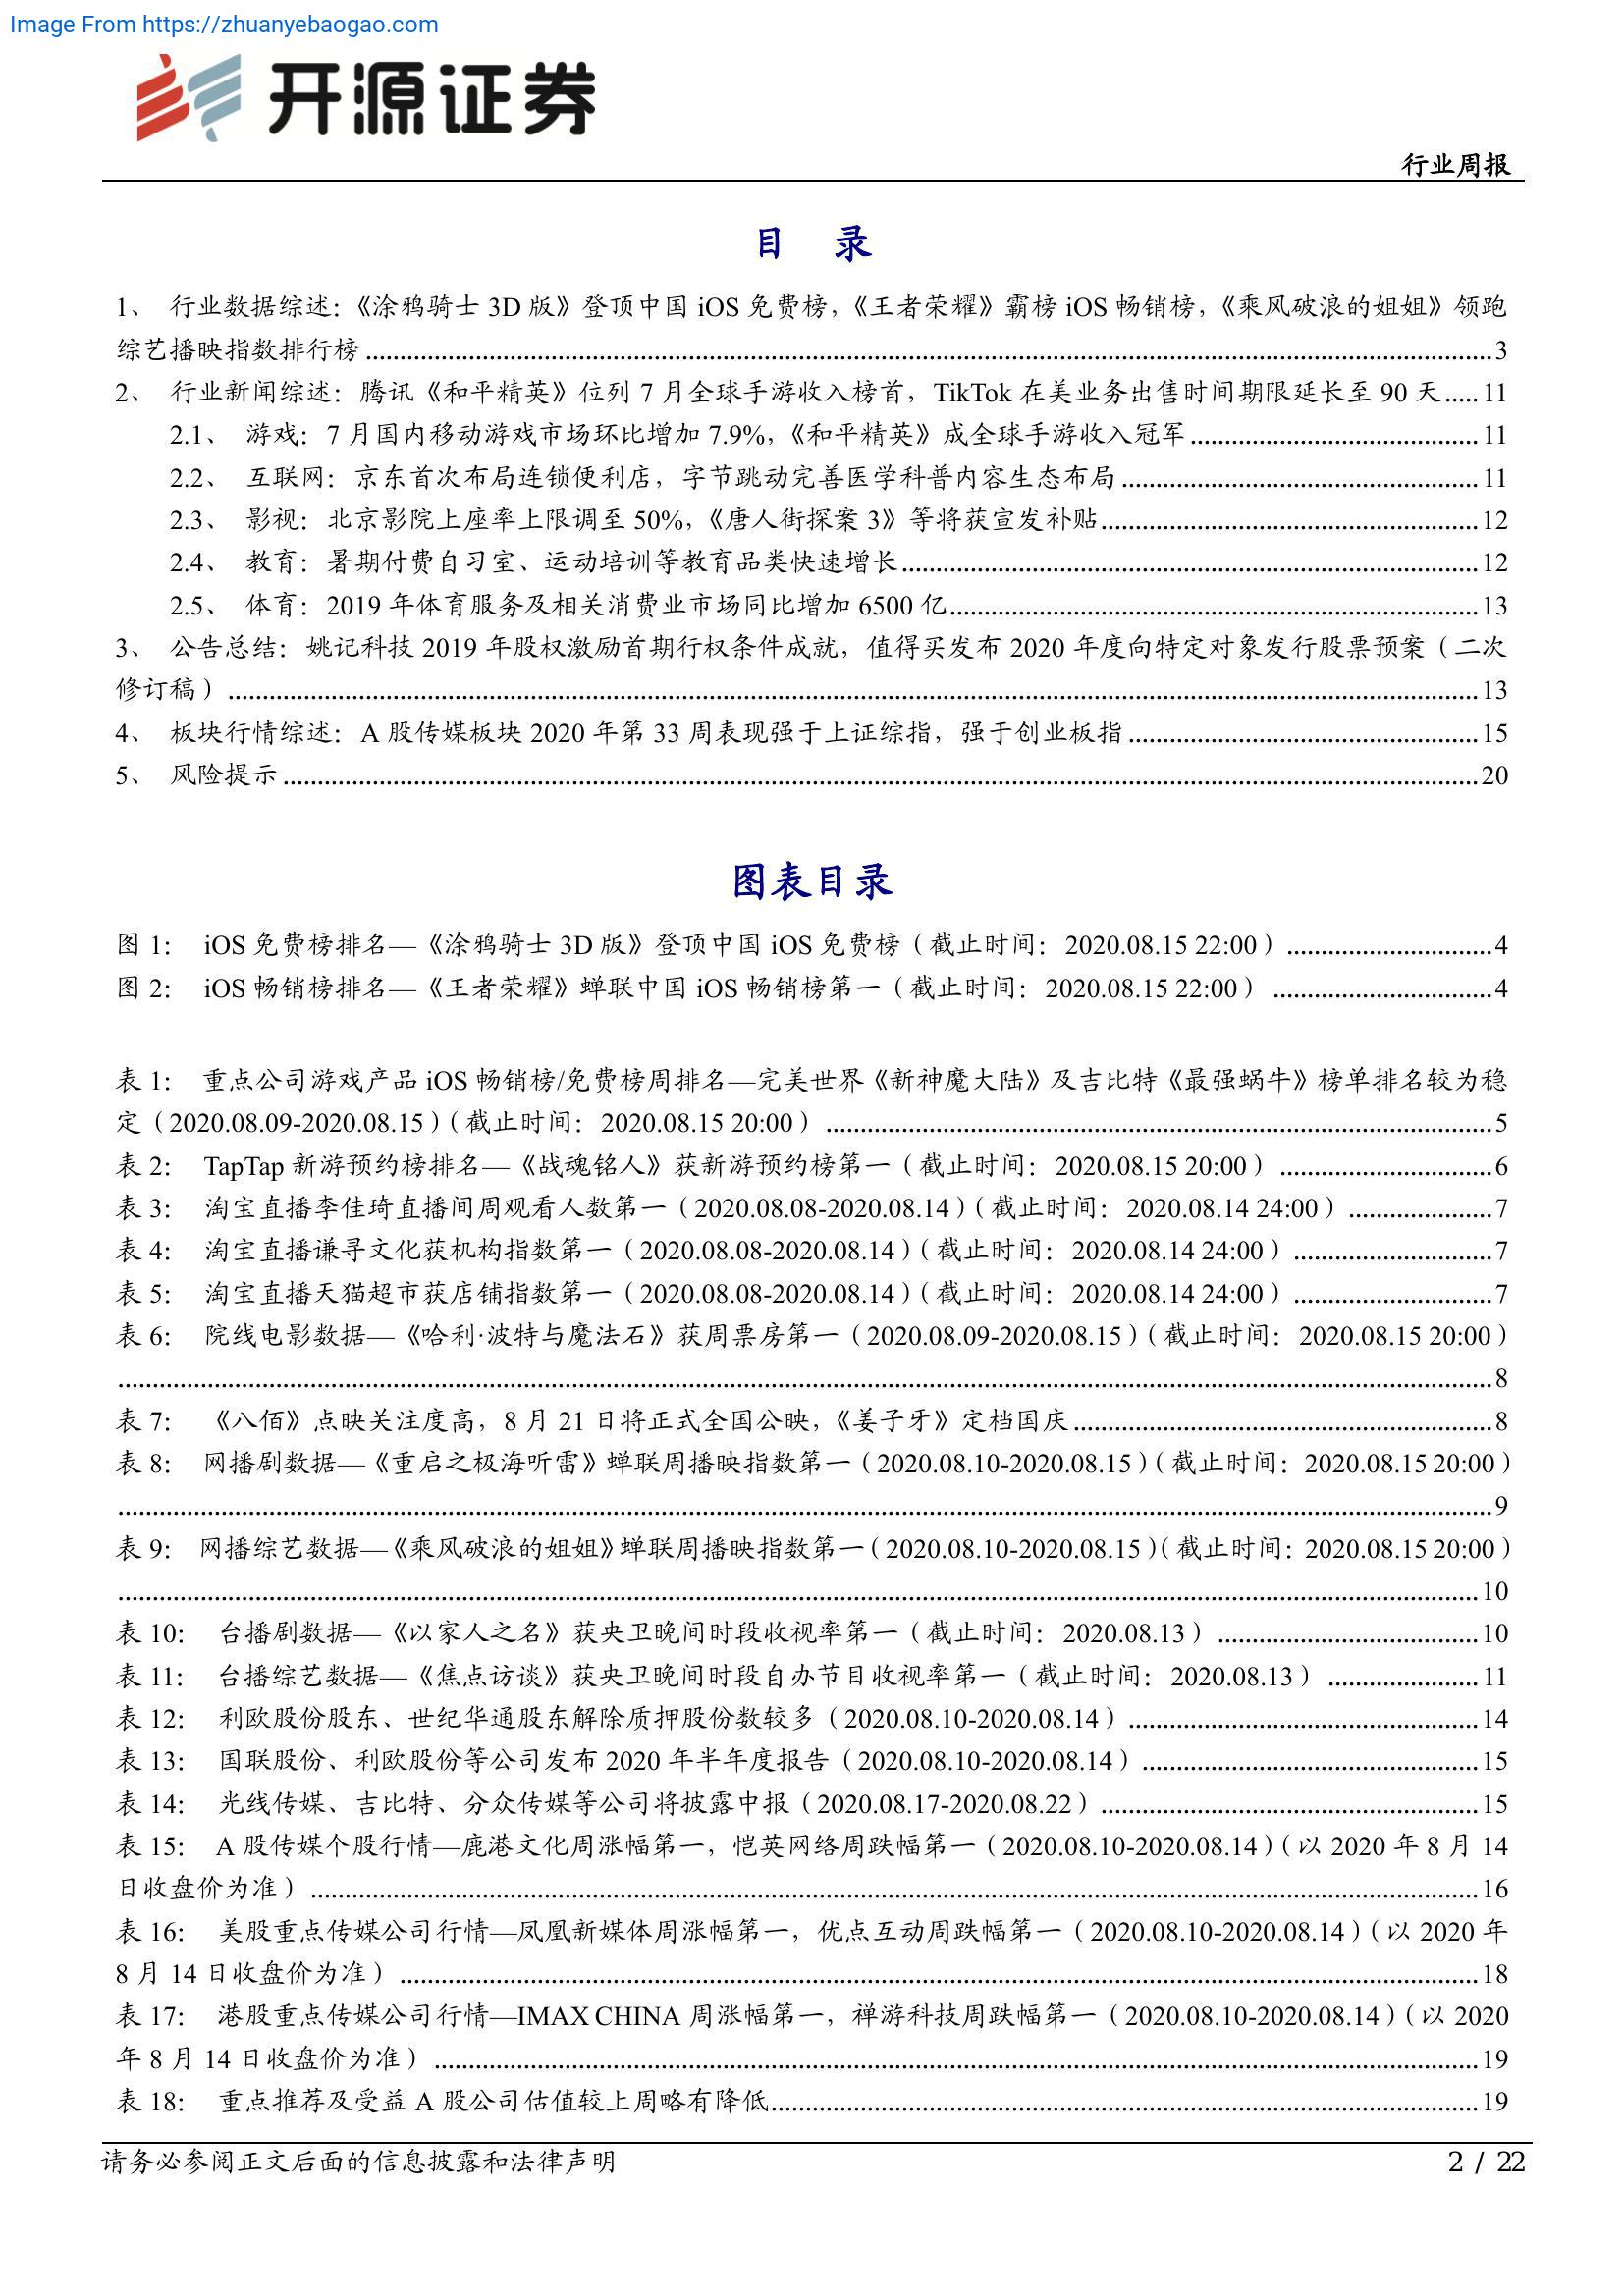 Image From https://zhuanyebaogao.com
开源证券
行业周报
目 录
1、 行业数据综述：《涂鸦骑士 3D 版》登顶中国 iOS 免费榜，《王者荣耀》霸榜 iOS 畅销榜，《乘风破浪的姐姐》领跑
综艺播映指数排行榜 ........ 3
2、 行业新闻综述：腾讯《和平精英》位列 7 月全球手游收入榜首，TikTok 在美业务出售时间期限延长至 90 天 ..... 11
2.1、 游戏：7 月国内移动游戏市场环比增加 7.9%，《和平精英》成全球手游收入冠军 ........ 11
2.2、 互联网：京东首次布局连锁便利店，字节跳动完善医学科普内容生态布局 ........ 11
2.3、 影视：北京影院上座率上限调至 50%，《唐人街探案 3》等将获宣发补贴 ........ 12
2.4、 教育：暑期付费自习室、运动培训等教育品类快速增长 ........ 12
2.5、 体育：2019 年体育服务及相关消费业市场同比增加 6500 亿 ........ 13
3、 公告总结：姚记科技 2019 年股权激励首期行权条件成就，值得买发布 2020 年度向特定对象发行股票预案（二次
修订稿） ........ 13
4、 板块行情综述：A 股传媒板块 2020 年第 33 周表现强于上证综指，强于创业板指 ........ 15
5、 风险提示 ........ 20
图表目录
图 1： iOS 免费榜排名—《涂鸦骑士 3D 版》登顶中国 iOS 免费榜（截止时间：2020.08.15 22:00） ........ 4
图 2： iOS 畅销榜排名—《王者荣耀》蝉联中国 iOS 畅销榜第一（截止时间：2020.08.15 22:00） ........ 4
表 1： 重点公司游戏产品 iOS 畅销榜/免费榜周排名—完美世界《新神魔大陆》及吉比特《最强蜗牛》榜单排名较为稳
定（2020.08.09-2020.08.15）（截止时间：2020.08.15 20:00） ........ 5
表 2： TapTap 新游预约榜排名—《战魂铭人》获新游预约榜第一（截止时间：2020.08.15 20:00） ........ 6
表 3： 淘宝直播李佳琦直播间周观看人数第一（2020.08.08-2020.08.14）（截止时间：2020.08.14 24:00） ........ 7
表 4： 淘宝直播谦寻文化获机构指数第一（2020.08.08-2020.08.14）（截止时间：2020.08.14 24:00） ........ 7
表 5： 淘宝直播天猫超市获店铺指数第一（2020.08.08-2020.08.14）（截止时间：2020.08.14 24:00） ........ 7
表 6： 院线电影数据—《哈利·波特与魔法石》获周票房第一（2020.08.09-2020.08.15）（截止时间：2020.08.15 20:00）
........ 8
表 7： 《八佰》点映关注度高，8 月 21 日将正式全国公映，《姜子牙》定档国庆 ........ 8
表 8： 网播剧数据—《重启之极海听雷》蝉联周播映指数第一（2020.08.10-2020.08.15）（截止时间：2020.08.15 20:00）
........ 9
表 9： 网播综艺数据—《乘风破浪的姐姐》蝉联周播映指数第一（2020.08.10-2020.08.15）（截止时间：2020.08.15 20:00）
........ 10
表 10： 台播剧数据—《以家人之名》获央卫晚间时段收视率第一（截止时间：2020.08.13） ........ 10
表 11： 台播综艺数据—《焦点访谈》获央卫晚间时段自办节目收视率第一（截止时间：2020.08.13） ........ 11
表 12： 利欧股份股东、世纪华通股东解除质押股份数较多（2020.08.10-2020.08.14） ........ 14
表 13： 国联股份、利欧股份等公司发布 2020 年半年度报告（2020.08.10-2020.08.14） ........ 15
表 14： 光线传媒、吉比特、分众传媒等公司将披露中报（2020.08.17-2020.08.22） ........ 15
表 15： A 股传媒个股行情—鹿港文化周涨幅第一，恺英网络周跌幅第一（2020.08.10-2020.08.14）（以 2020 年 8 月 14
日收盘价为准） ........ 16
表 16： 美股重点传媒公司行情—凤凰新媒体周涨幅第一，优点互动周跌幅第一（2020.08.10-2020.08.14）（以 2020 年
8 月 14 日收盘价为准） ........ 18
表 17： 港股重点传媒公司行情—IMAX CHINA 周涨幅第一，禅游科技周跌幅第一（2020.08.10-2020.08.14）（以 2020
年 8 月 14 日收盘价为准） ........ 19
表 18： 重点推荐及受益 A 股公司估值较上周略有降低 ........ 19
请务必参阅正文后面的信息披露和法律声明
2 / 22